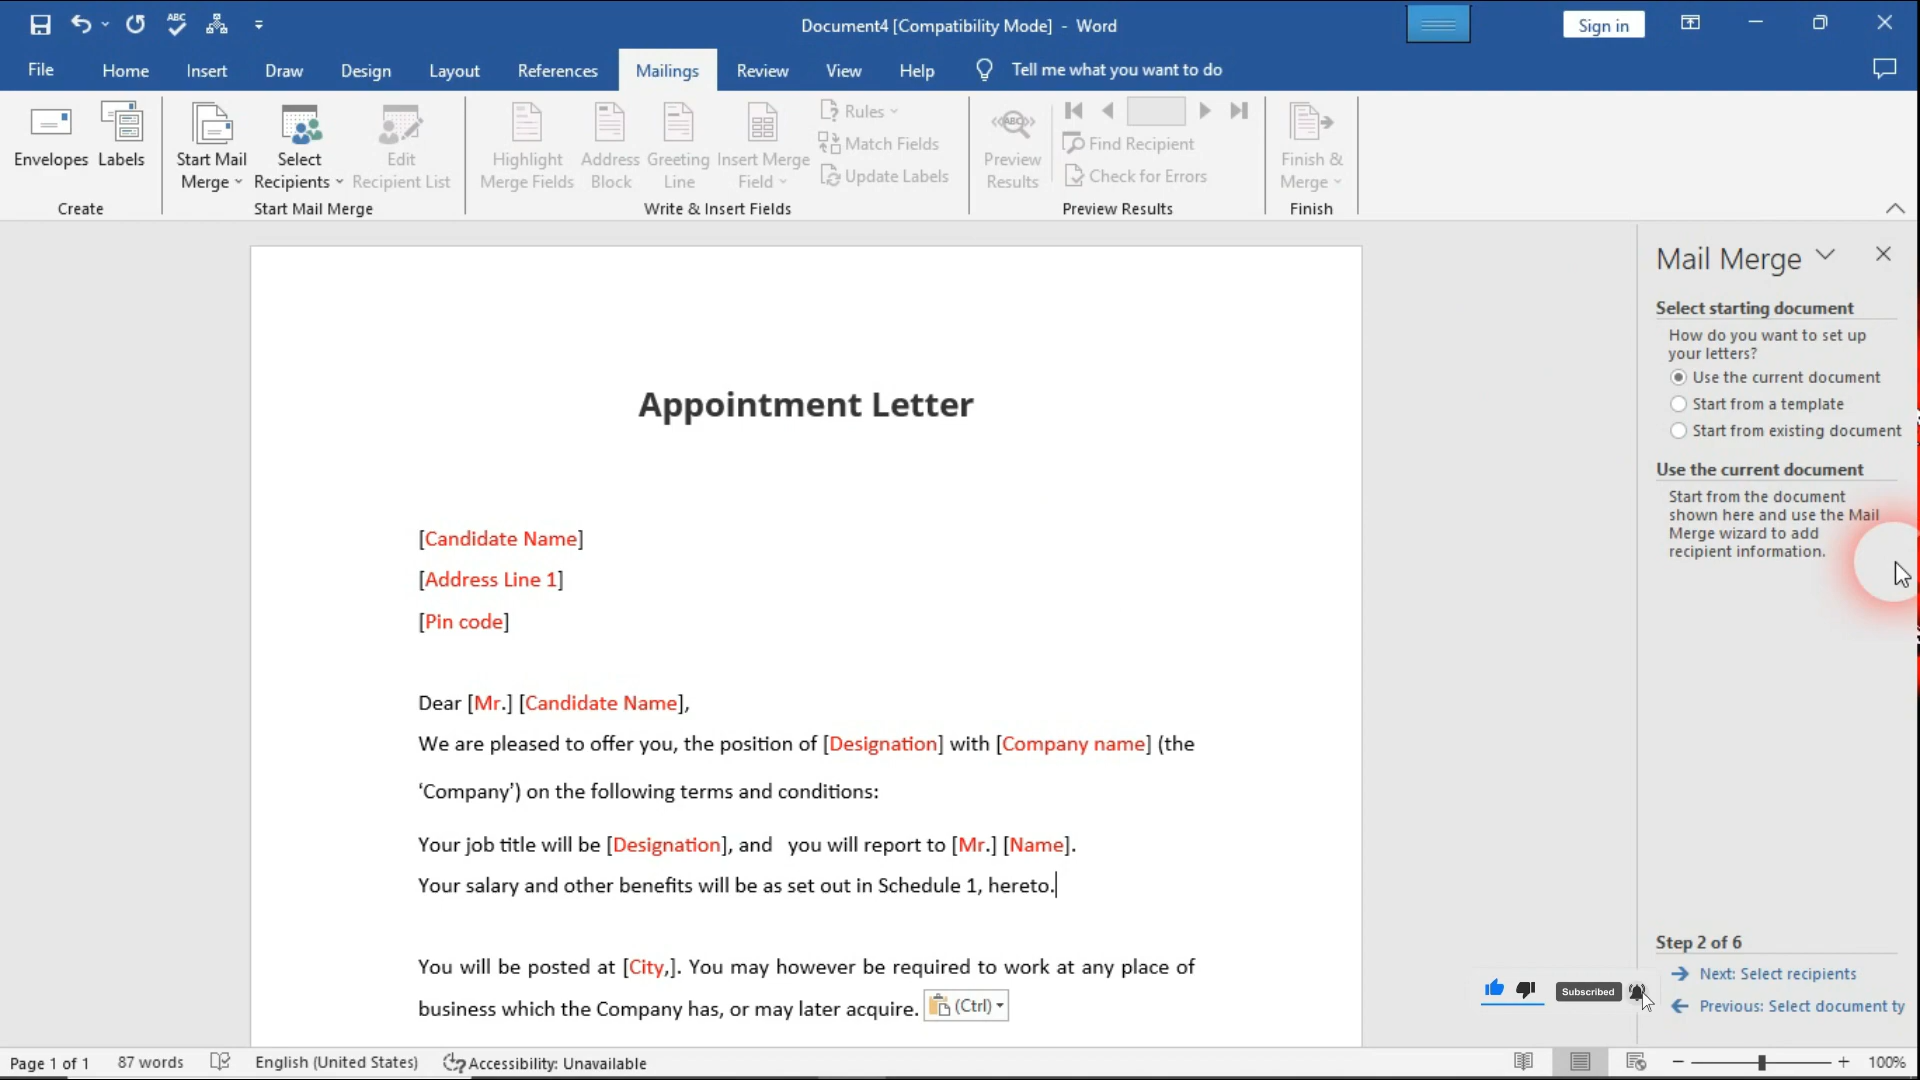 ABC
Document4 [Compatibility Mode] - Word
Sign in
File Home Insert Draw Design Layout References Mailings Review View Help Tell me what you want to do
Envelopes Labels
Create
Start Mail Merge
Select Recipients
Edit Recipient List
Start Mail Merge
Highlight Merge Fields
Address Block
Greeting Line
Insert Merge Field
Rules
Match Fields
Update Labels
Write & Insert Fields
ABC
Preview Results
Find Recipient
Check for Errors
Preview Results
Finish & Merge
Finish
Appointment Letter
[Candidate Name]
[Address Line 1]
[Pin code]
Dear [Mr.] [Candidate Name],
We are pleased to offer you, the position of [Designation] with [Company name] (the
‘Company’) on the following terms and conditions:
Your job title will be [Designation], and you will report to [Mr.] [Name].
Your salary and other benefits will be as set out in Schedule 1, hereto.
You will be posted at [City,]. You may however be required to work at any place of
business which the Company has, or may later acquire.
(Ctrl)
Mail Merge
Select starting document
How do you want to set up
your letters?
Use the current document
Start from a template
Start from existing document
Use the current document
Start from the document
shown here and use the Mail
Merge wizard to add
recipient information.
Step 2 of 6
Next: Select recipients
Previous: Select document ty
Subscribed
Page 1 of 1 87 words English (United States) Accessibility: Unavailable 100%